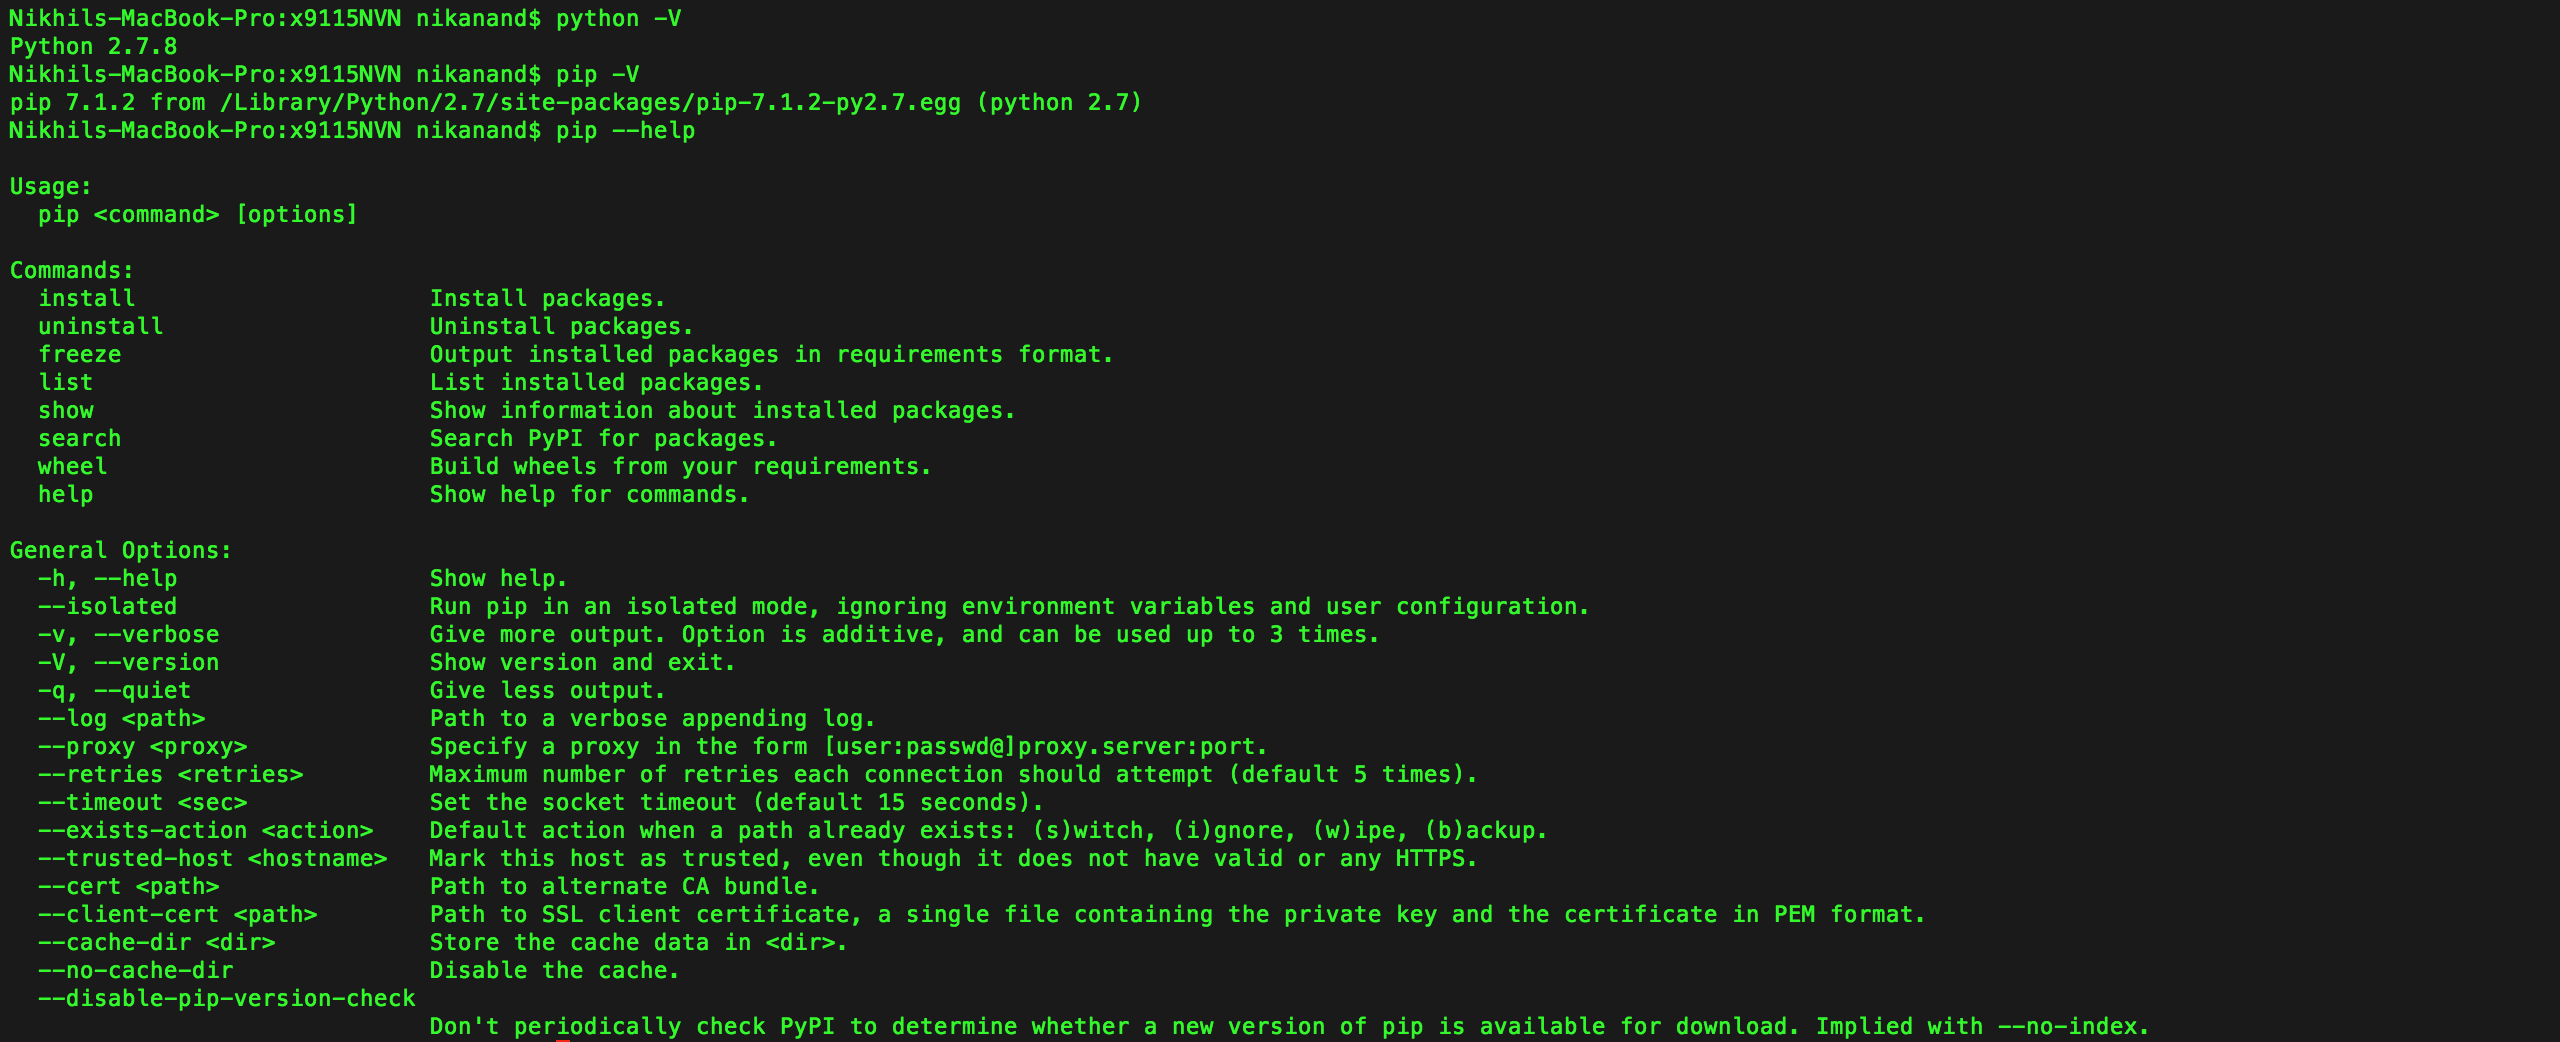 Nikhils-MacBook-Pro:x9115NVN nikanand$ python -V
Python 2.7.8
Nikhils-MacBook-Pro:x9115NVN nikanand$ pip -V
pip 7.1.2 from /Library/Python/2.7/site-packages/pip-7.1.2-py2.7.egg (python 2.7)
Nikhils-MacBook-Pro:x9115NVN nikanand$ pip --help

Usage:
  pip <command> [options]

Commands:
  install                     Install packages.
  uninstall                   Uninstall packages.
  freeze                      Output installed packages in requirements format.
  list                        List installed packages.
  show                        Show information about installed packages.
  search                      Search PyPI for packages.
  wheel                       Build wheels from your requirements.
  help                        Show help for commands.

General Options:
  -h, --help                  Show help.
  --isolated                  Run pip in an isolated mode, ignoring environment variables and user configuration.
  -v, --verbose               Give more output. Option is additive, and can be used up to 3 times.
  -V, --version               Show version and exit.
  -q, --quiet                 Give less output.
  --log <path>                Path to a verbose appending log.
  --proxy <proxy>             Specify a proxy in the form [user:passwd@]proxy.server:port.
  --retries <retries>         Maximum number of retries each connection should attempt (default 5 times).
  --timeout <sec>             Set the socket timeout (default 15 seconds).
  --exists-action <action>    Default action when a path already exists: (s)witch, (i)gnore, (w)ipe, (b)ackup.
  --trusted-host <hostname>   Mark this host as trusted, even though it does not have valid or any HTTPS.
  --cert <path>               Path to alternate CA bundle.
  --client-cert <path>        Path to SSL client certificate, a single file containing the private key and the certificate in PEM format.
  --cache-dir <dir>           Store the cache data in <dir>.
  --no-cache-dir              Disable the cache.
  --disable-pip-version-check
                              Don't periodically check PyPI to determine whether a new version of pip is available for download. Implied with --no-index.